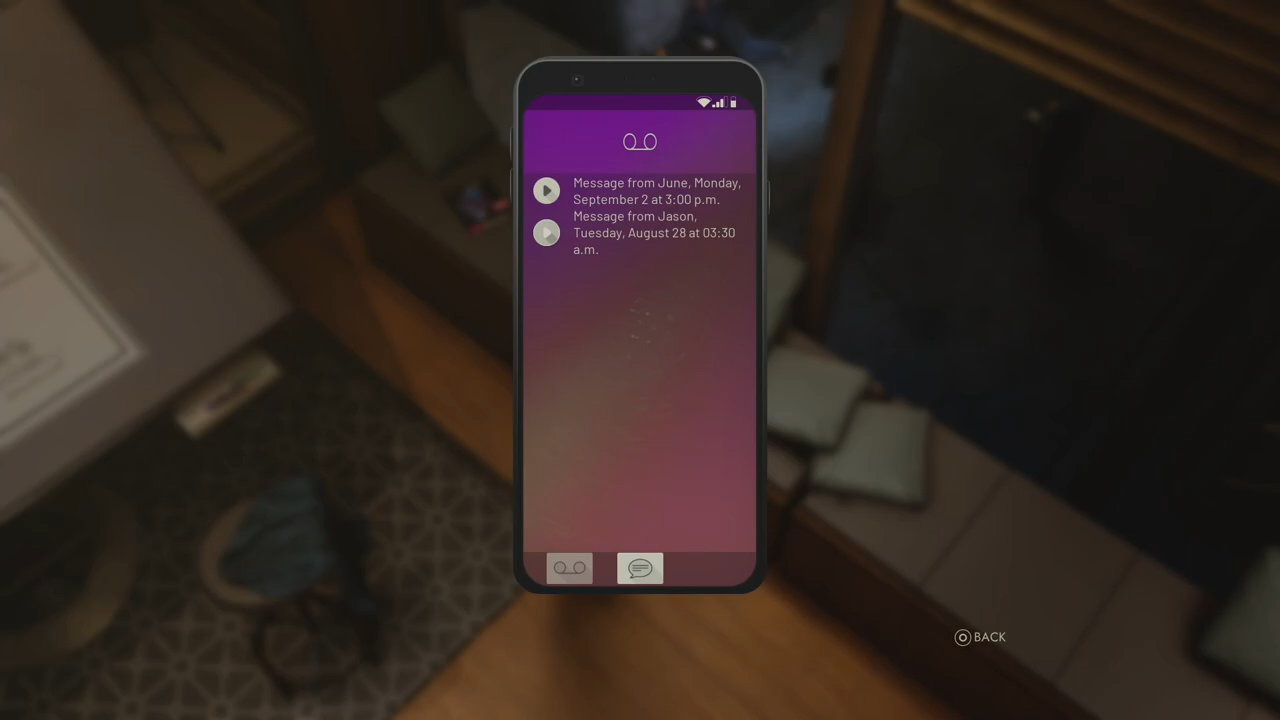 Message from June, Monday,
September 2 at 3:00 p.m.
Message from Jason,
Tuesday, August 28 at 03:30
a.m.
BACK